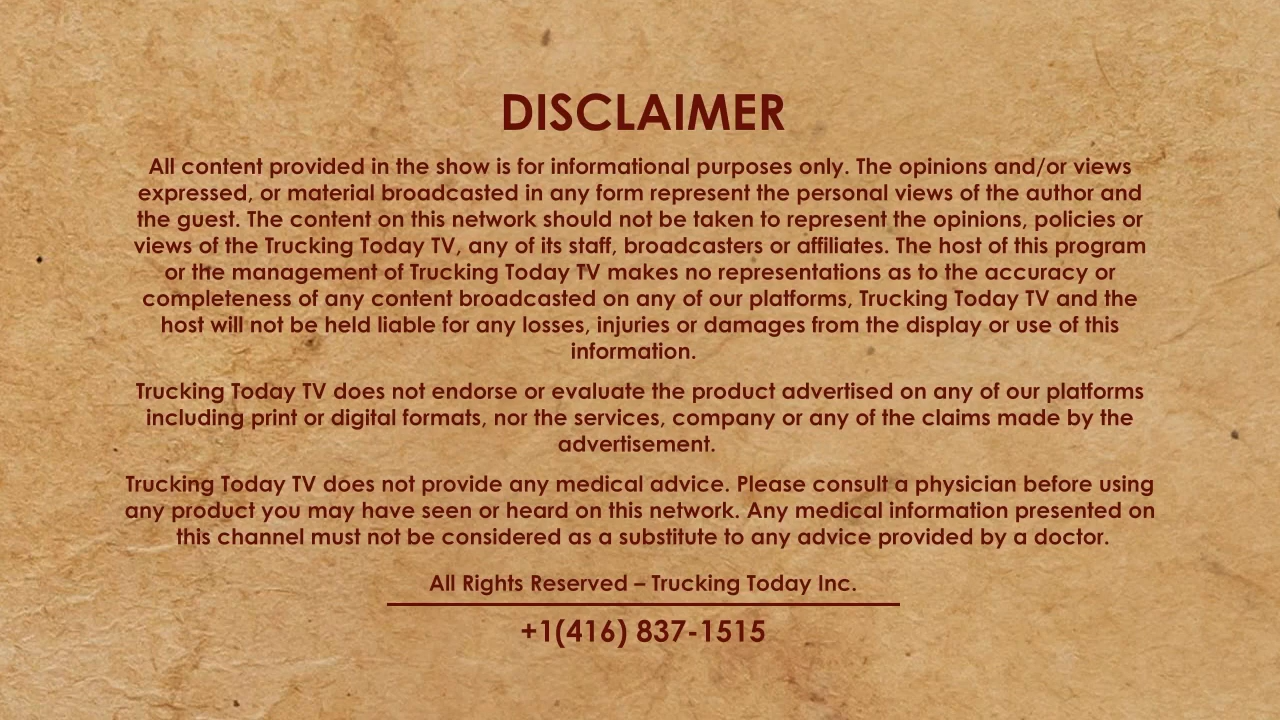 DISCLAIMER
All content provided in the show is for informational purposes only. The opinions and/or views
expressed, or material broadcasted in any form represent the personal views of the author and
the guest. The content on this network should not be taken to represent the opinions, policies or
views of the Trucking Today TV, any of its staff, broadcasters or affiliates. The host of this program
or the management of Trucking Today TV makes no representations as to the accuracy or
completeness of any content broadcasted on any of our platforms, Trucking Today TV and the
host will not be held liable for any losses, injuries or damages from the display or use of this
information.
Trucking Today TV does not endorse or evaluate the product advertised on any of our platforms
including print or digital formats, nor the services, company or any of the claims made by the
advertisement.
Trucking Today TV does not provide any medical advice. Please consult a physician before using
any product you may have seen or heard on this network. Any medical information presented on
this channel must not be considered as a substitute to any advice provided by a doctor.
All Rights Reserved – Trucking Today Inc.
+1(416) 837-1515